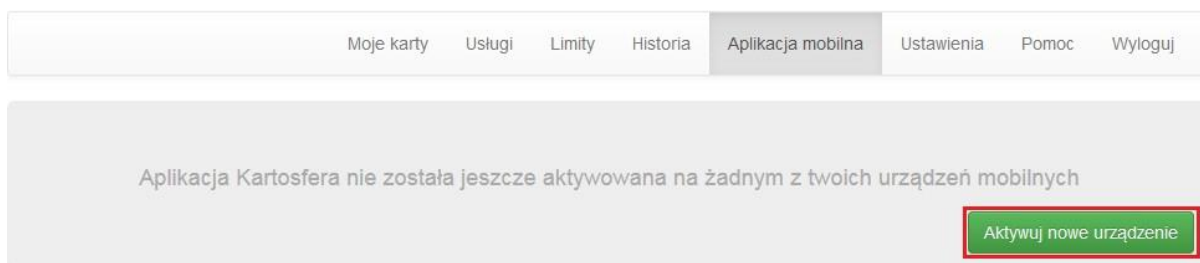 Moje karty Usługi Limity Historia Aplikacja mobilna Ustawienia Pomoc Wyloguj
Aplikacja Kartosfera nie została jeszcze aktywowana na żadnym z twoich urządzeń mobilnych
Aktywuj nowe urządzenie